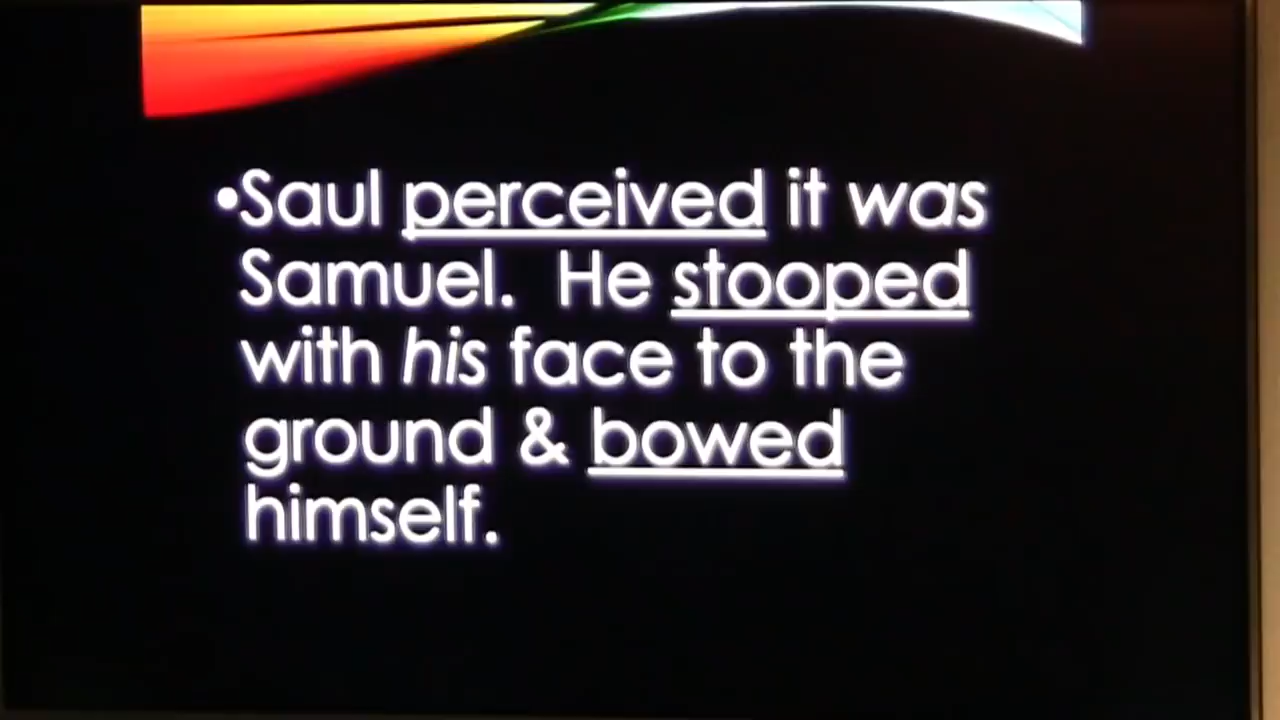 •Saul perceived it was
Samuel.  He stooped
with his face to the
ground & bowed
himself.